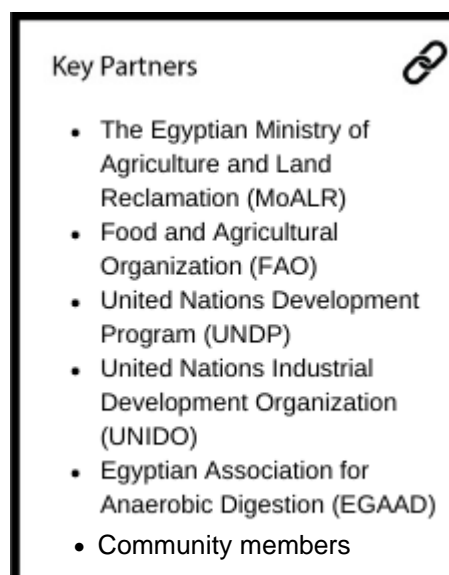 Key Partners
• The Egyptian Ministry of
Agriculture and Land
Reclamation (MoALR)
• Food and Agricultural
Organization (FAO)
• United Nations Development
Program (UNDP)
• United Nations Industrial
Development Organization
(UNIDO)
• Egyptian Association for
Anaerobic Digestion (EGAAD)
• Community members